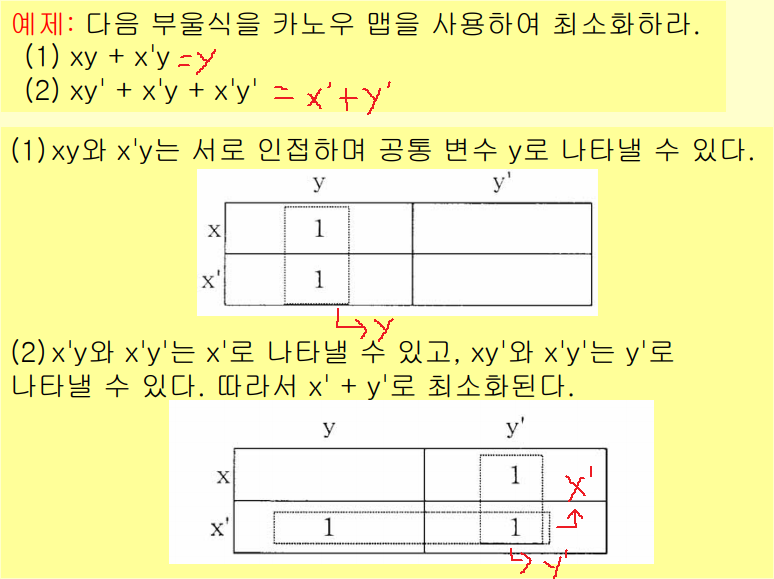 예제: 다음 부울식을 카노우 맵을 사용하여 최소화하라.
(1) xy + x'y = y
(2) xy' + x'y + x'y' = x' + y'
(1) xy와 x'y는 서로 인접하며 공통 변수 y로 나타낼 수 있다.
y y'
x 1
x' 1
→ y
(2) x'y와 x'y'는 x'로 나타낼 수 있고, xy'와 x'y'는 y'로
나타낼 수 있다. 따라서 x' + y'로 최소화된다.
y y'
x 1 x'
x' 1 1 →
→ y'